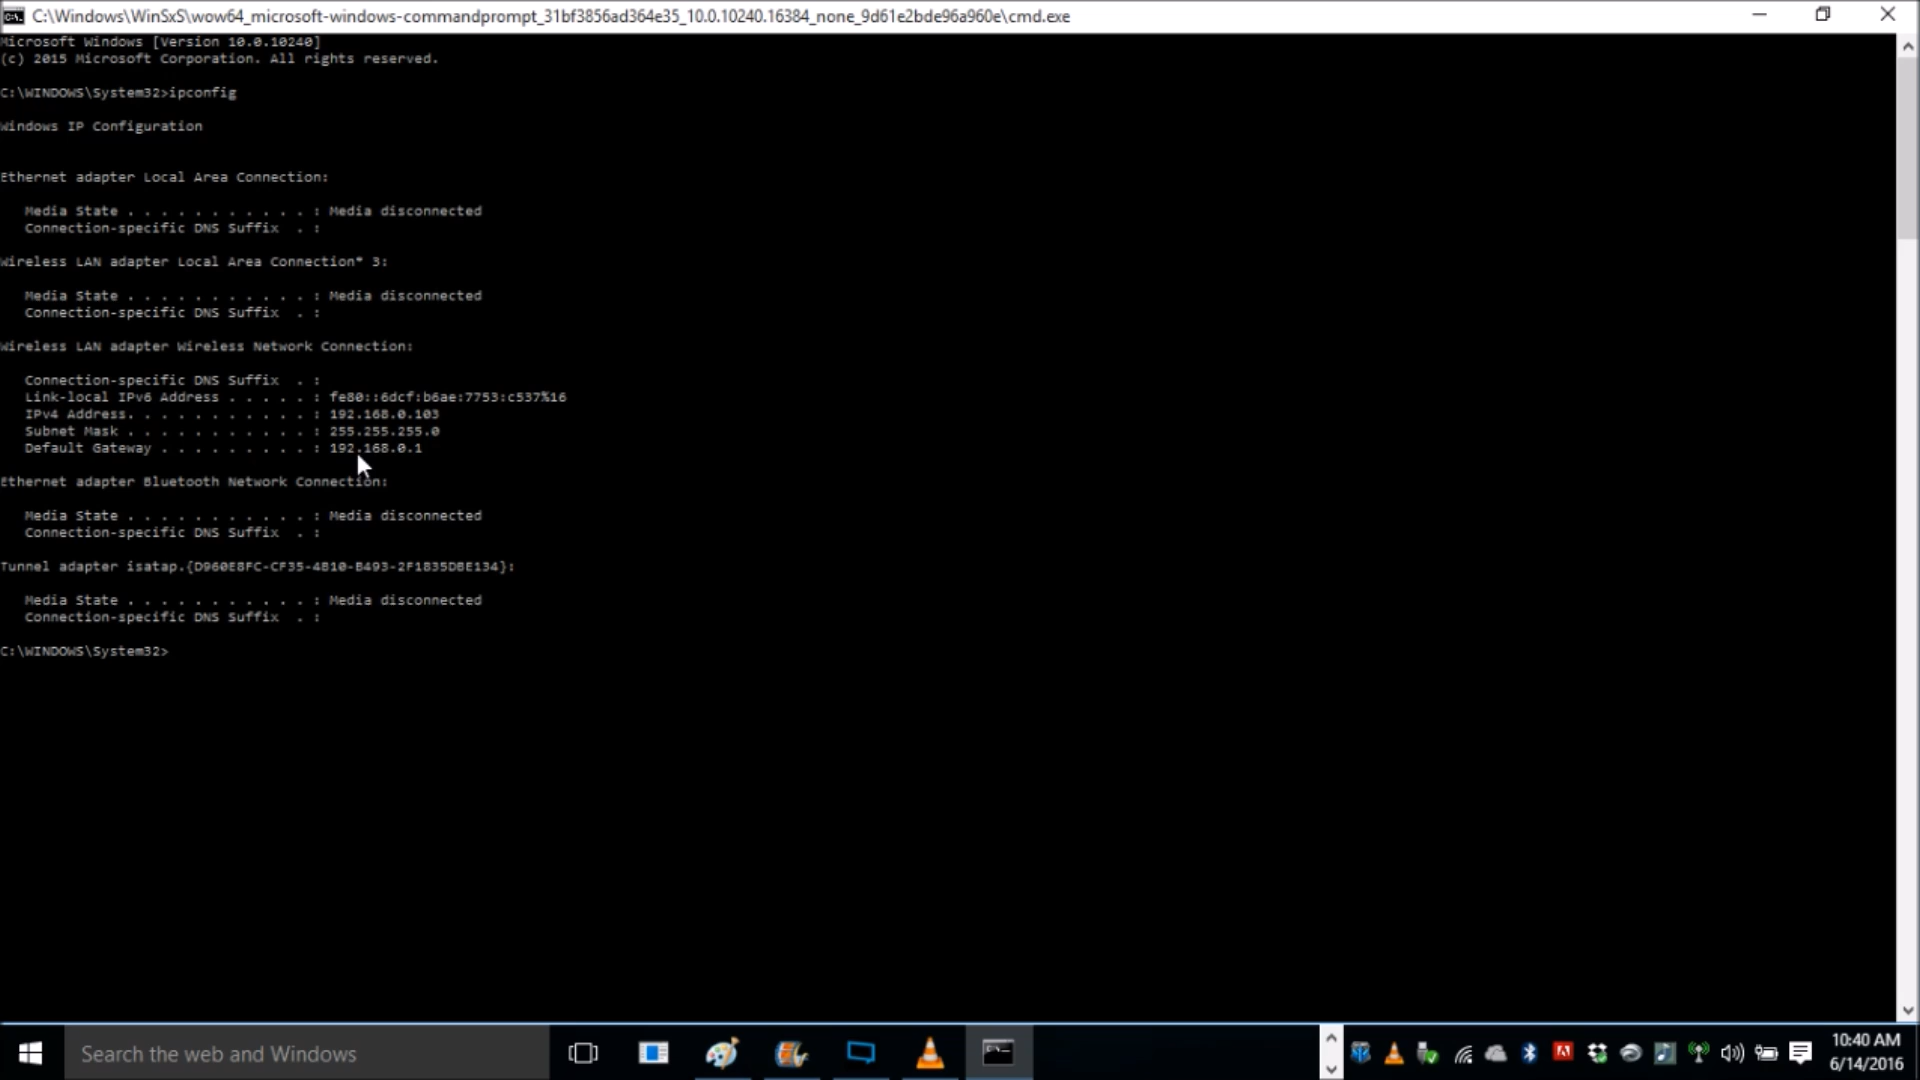 C:\Windows\WinSxS\wow64_microsoft-windows-commandprompt_31bf3856ad364e35_10.0.10240.16384_none_9d61e2bde96a960e\cmd.exe
Microsoft Windows [Version 10.0.10240]
(c) 2015 Microsoft Corporation. All rights reserved.
C:\WINDOWS\System32>ipconfig
Windows IP Configuration
Ethernet adapter Local Area Connection:
Media State . . . . . . . . . . . : Media disconnected
Connection-specific DNS Suffix  . :
Wireless LAN adapter Local Area Connection* 3:
Media State . . . . . . . . . . . : Media disconnected
Connection-specific DNS Suffix  . :
Wireless LAN adapter Wireless Network Connection:
Connection-specific DNS Suffix  . :
Link-local IPv6 Address . . . . . : fe80::6dcf:b6ae:7753:c537%16
IPv4 Address. . . . . . . . . . . : 192.168.0.103
Subnet Mask . . . . . . . . . . . : 255.255.255.0
Default Gateway . . . . . . . . . : 192.168.0.1
Ethernet adapter Bluetooth Network Connection:
Media State . . . . . . . . . . . : Media disconnected
Connection-specific DNS Suffix  . :
Tunnel adapter isatap.{D960E8FC-CF35-4810-B493-2F1835DBE134}:
Media State . . . . . . . . . . . : Media disconnected
Connection-specific DNS Suffix  . :
C:\WINDOWS\System32>
Search the web and Windows
10:40 AM
6/14/2016